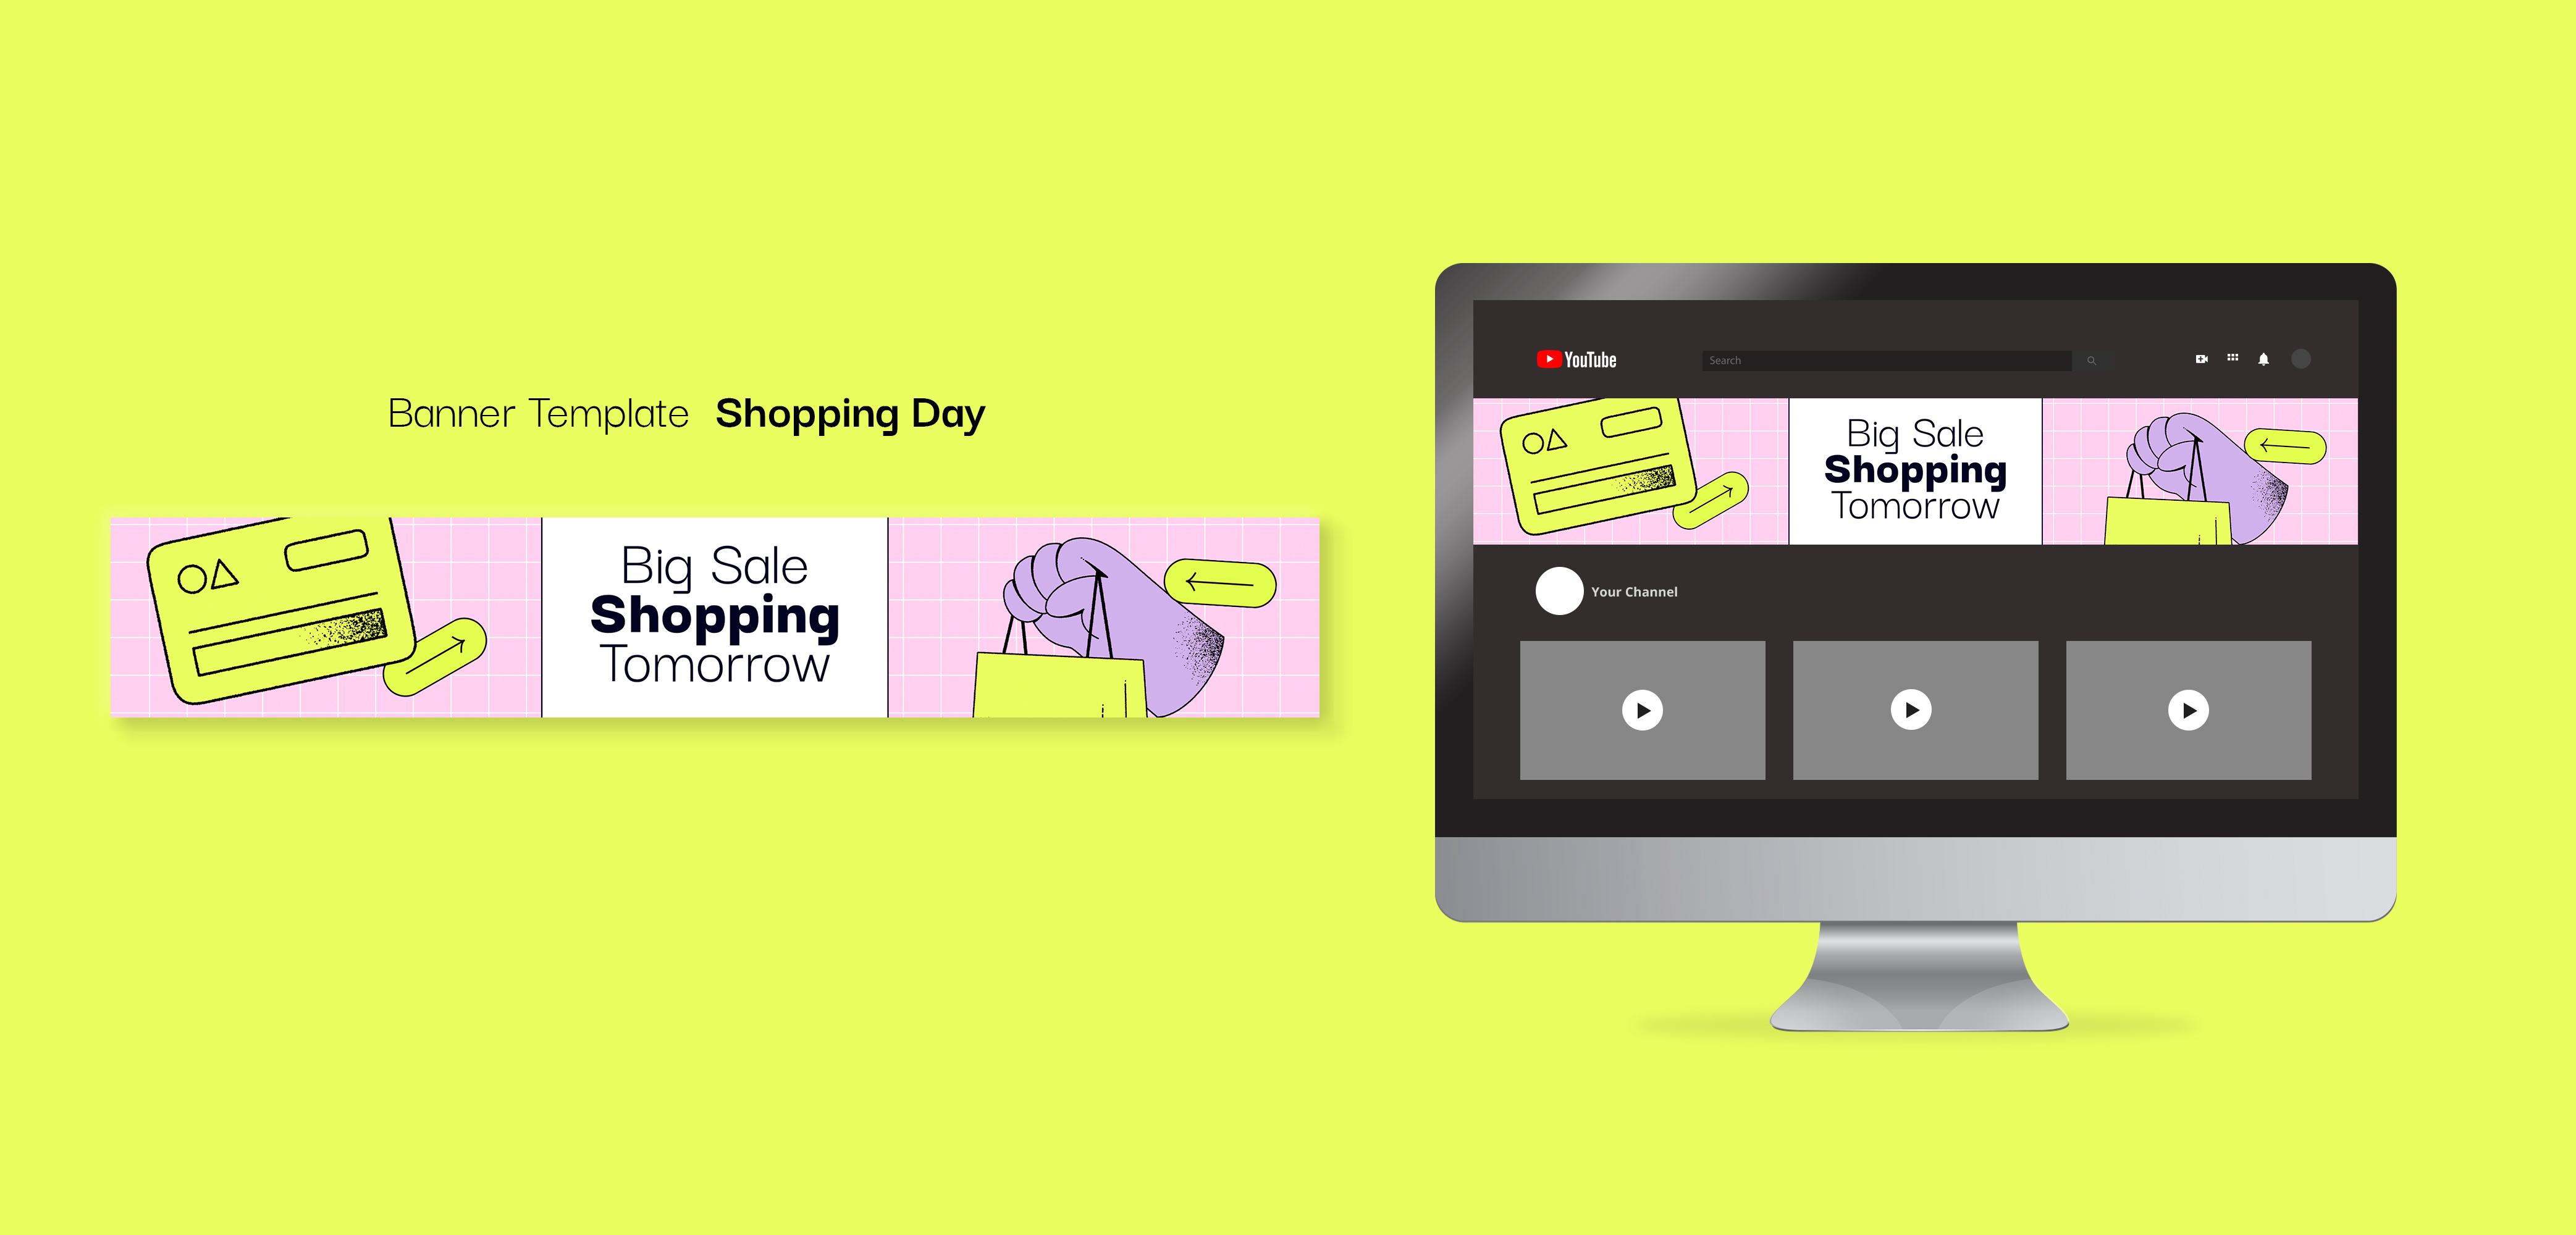 Banner Template Shopping Day
Big Sale
Shopping
Tomorrow
YouTube
Search
Big Sale
Shopping
Tomorrow
Your Channel